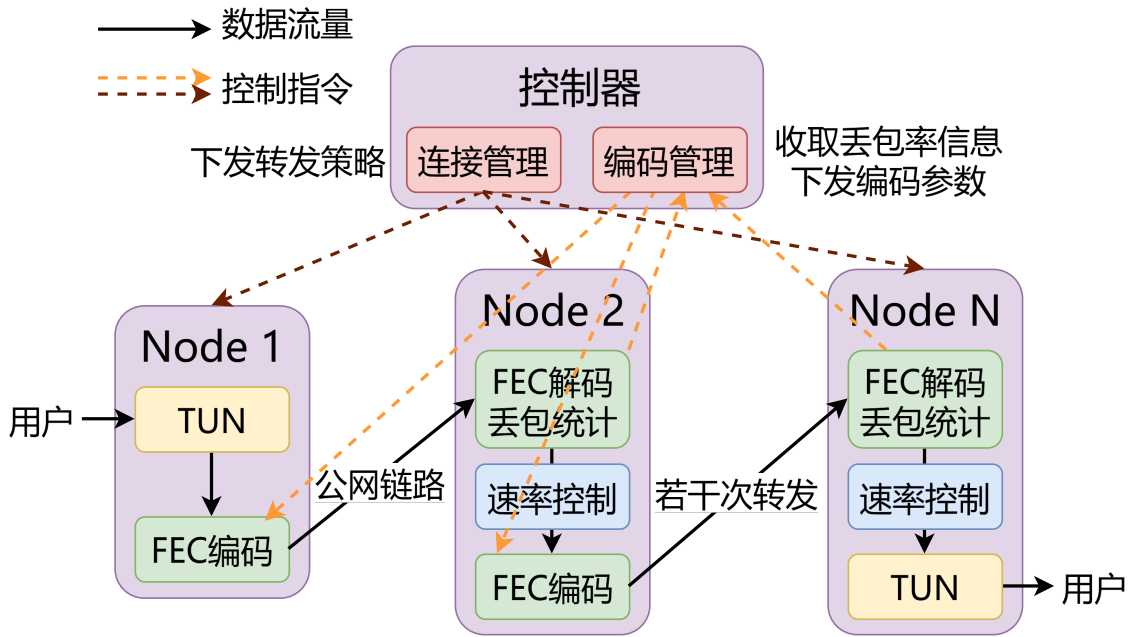 数据流量
控制指令
控制器
下发转发策略
连接管理
编码管理
收取丢包率信息
下发编码参数
Node 1
TUN
FEC编码
用户
公网链路
Node 2
FEC解码
丢包统计
速率控制
FEC编码
若干次转发
Node N
FEC解码
丢包统计
速率控制
TUN
用户